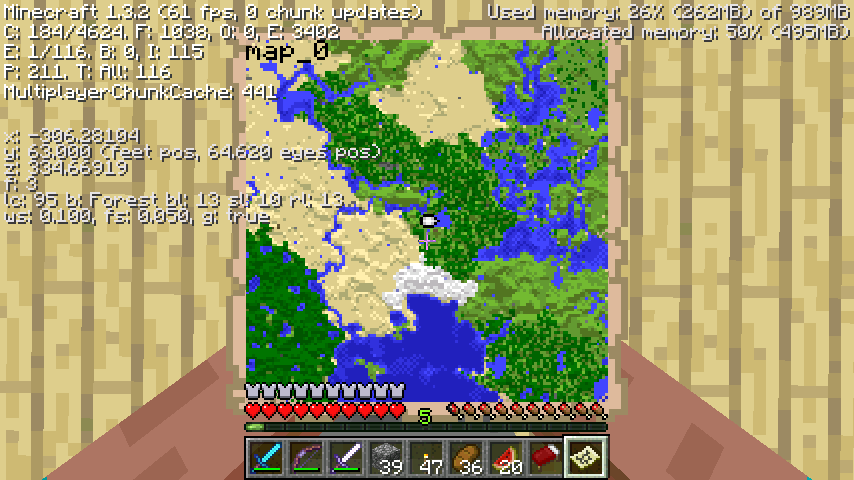 Minecraft 1.3.2 (61 fps, 0 chunk updates)
Used memory: 26% (262MB) of 989MB
C: 184/4624, F: 1038, O: 0, E: 3402
Allocated memory: 50% (495MB)
map_0
E: 1/116, B: 0, I: 115
P: 211, T: All: 116
MultiplayerChunkCache: 441
x: -306.28104
y: 63.000 (feet pos, 64.620 eyes pos)
z: 334.66919
f: 3
lc: 95 b: Forest bl: 13 sl: 10 rl: 13
ws: 0.100, fs: 0.050, g: true
5
39 47 36 20